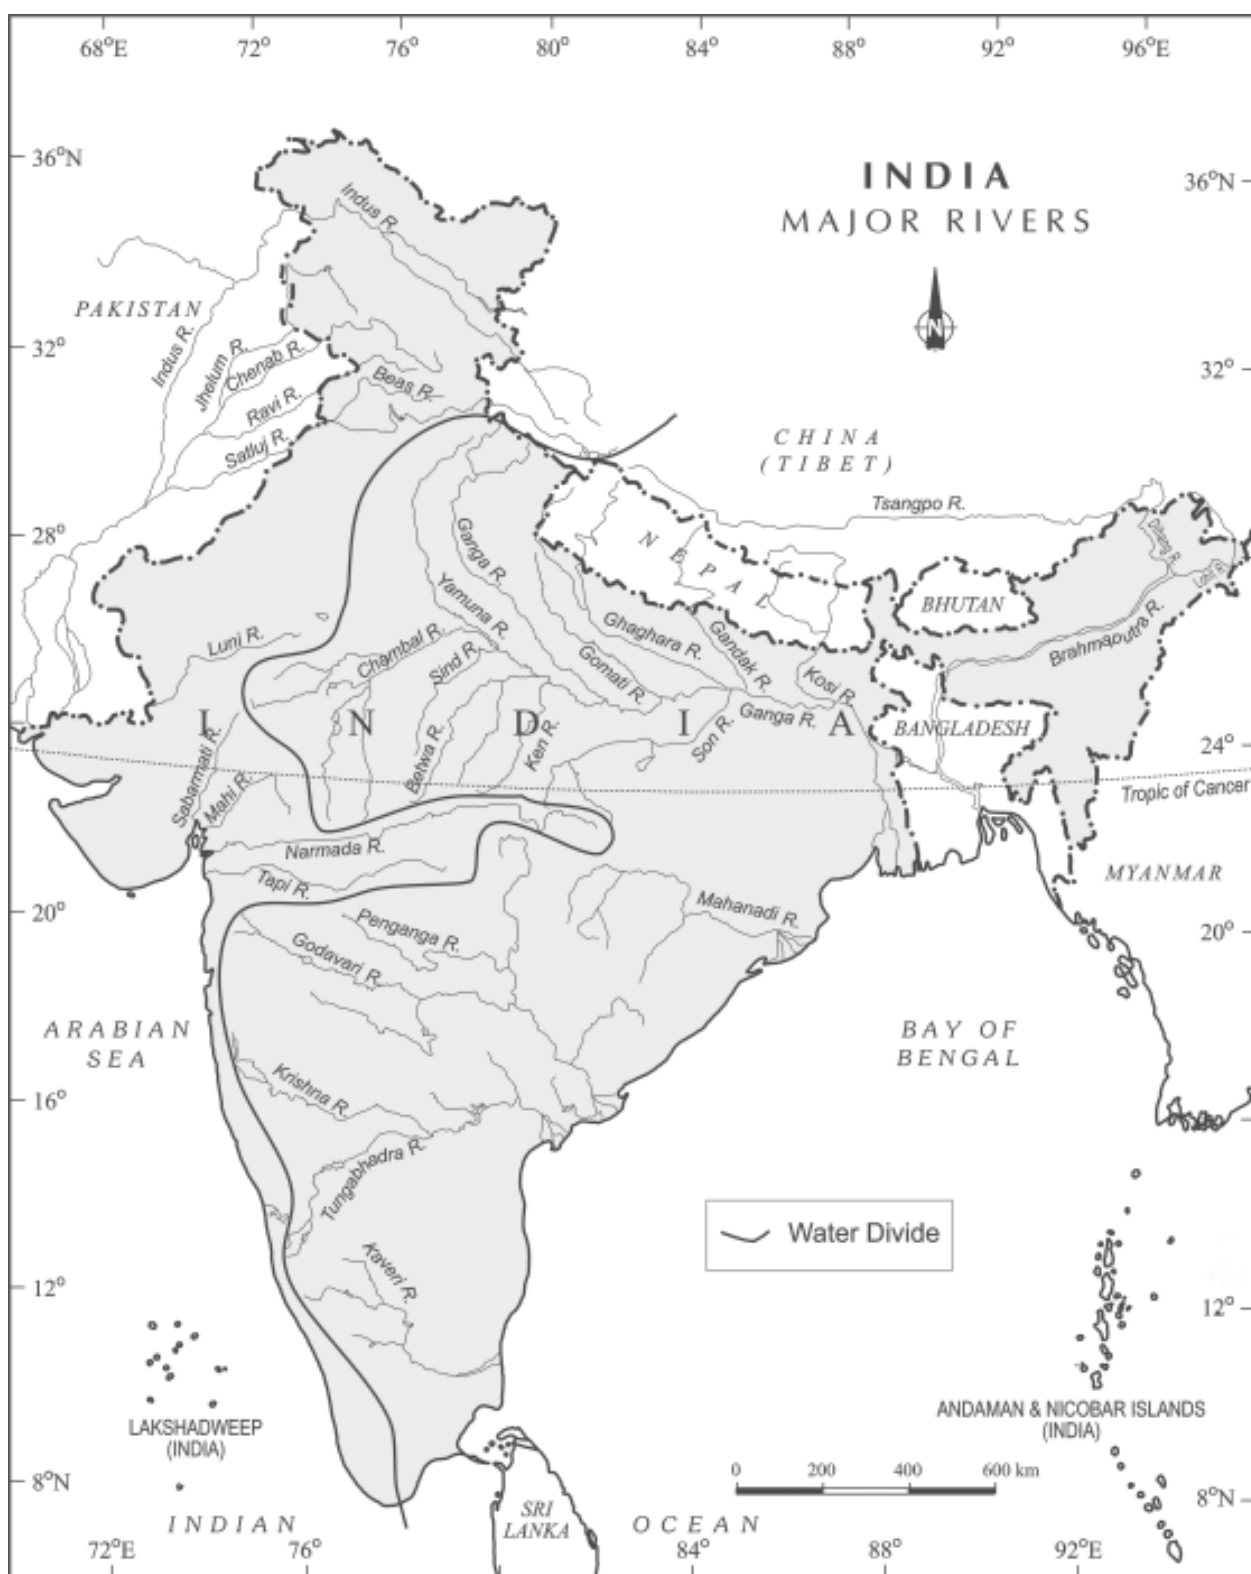 68°E 72° 76° 80° 84° 88° 92° 96°E
36°N
INDIA
MAJOR RIVERS
36°N
Indus R.
N
PAKISTAN
Indus R.
32°
Jhelum R.
Chenab R.
Beas R.
32°
Ravi R.
Satluj R.
CHINA
(TIBET)
Tsangpo R.
28°
Ganga R.
NEPAL
Dihang R.
Lohit R.
BHUTAN
Yamuna R.
Luni R.
Chambal R.
Sind R.
Ghaghara R.
Gomati R.
Gandak R.
Kosi R.
Brahmaputra R.
INDIA
Ganga R.
Son R.
BANGLADESH
24°
Sabarmati R.
Mahi R.
Betwa R.
Ken R.
Tropic of Cancer
Narmada R.
Tapi R.
MYANMAR
20°
Penganga R.
Mahanadi R.
20°
Godavari R.
ARABIAN
SEA
BAY OF
BENGAL
16°
Krishna R.
Tungabhadra R.
Water Divide
Kaveri R.
12°
12°
LAKSHADWEEP
(INDIA)
ANDAMAN & NICOBAR ISLANDS
(INDIA)
8°N
0 200 400 600 km
8°N
SRI
LANKA
INDIAN OCEAN
72°E 76° 84° 88° 92°E